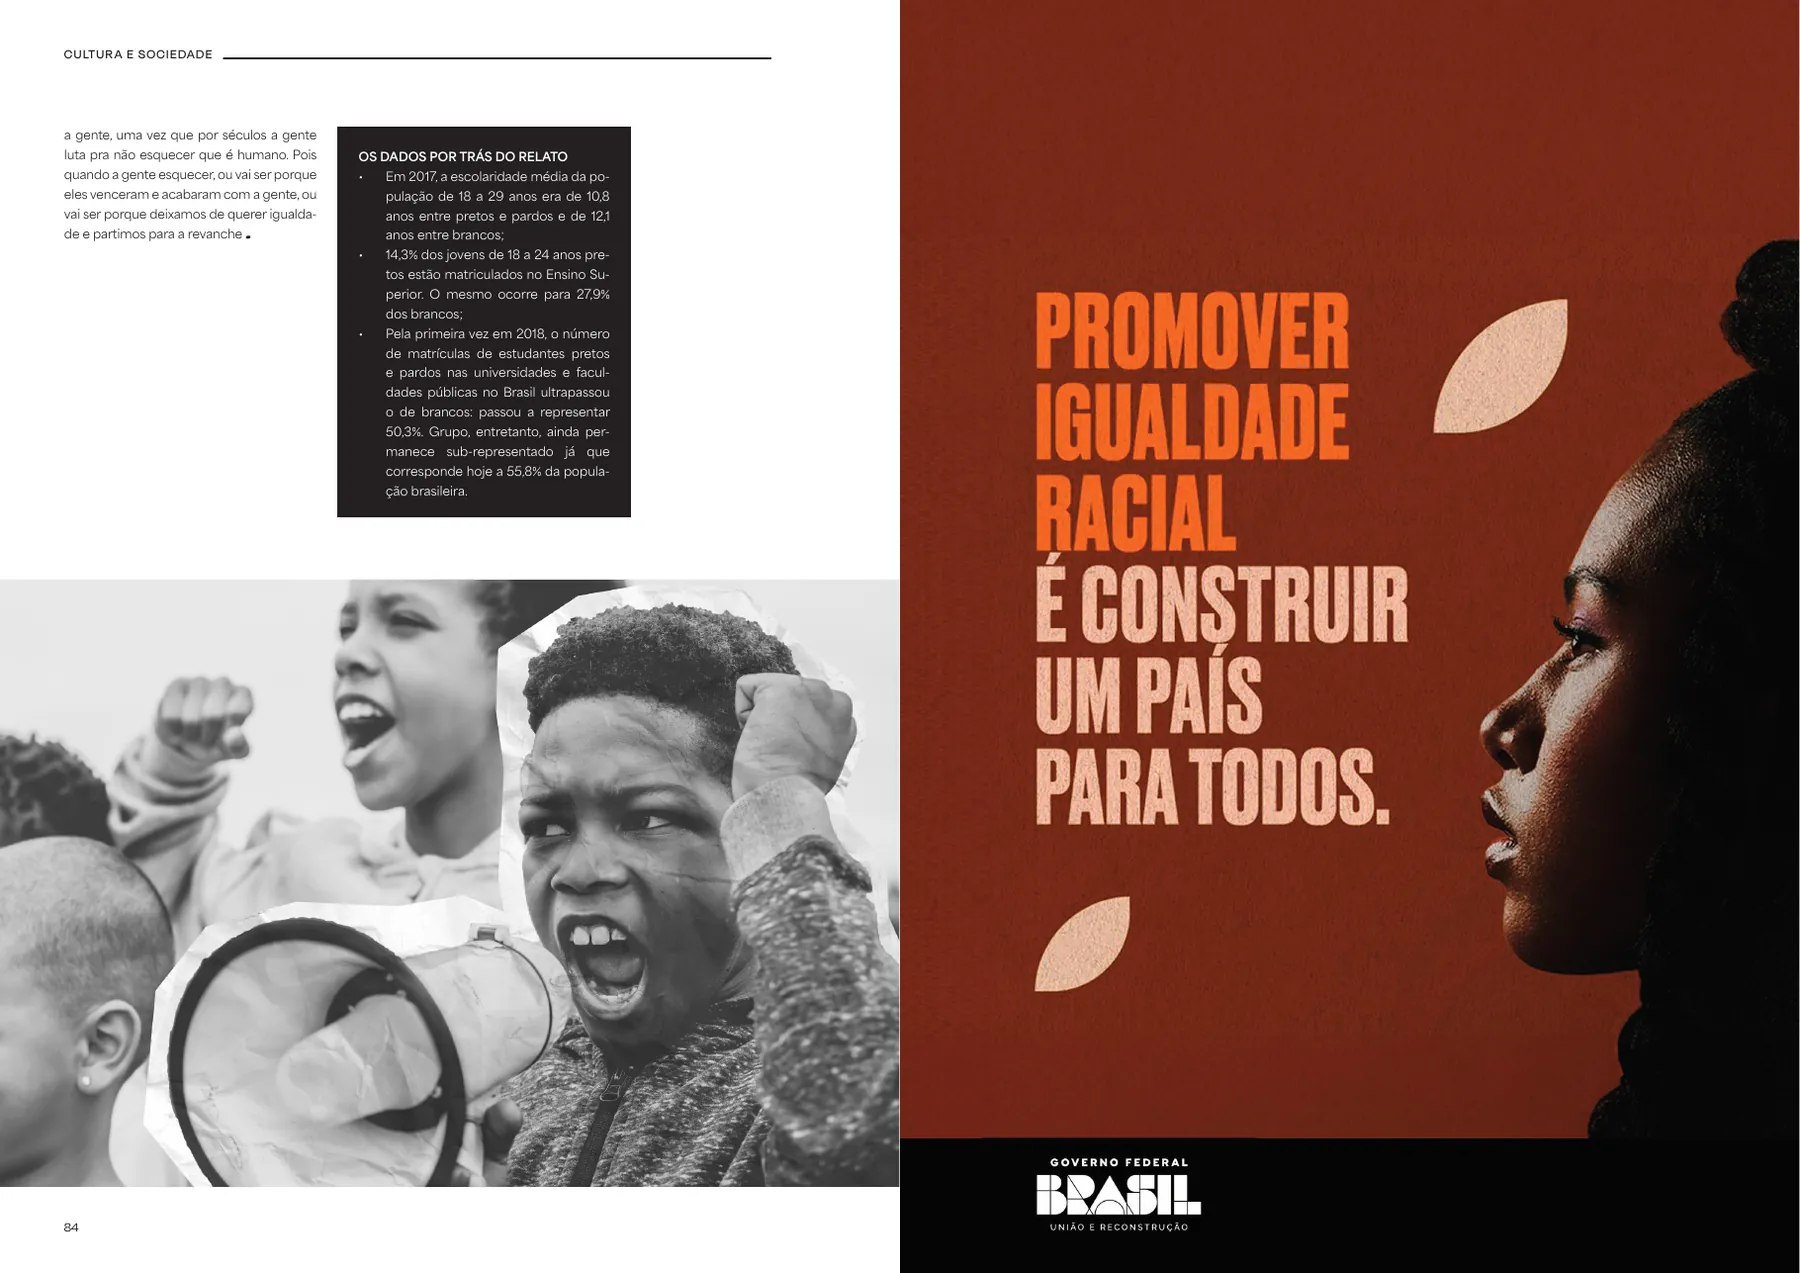 CULTURA E SOCIEDADE
a gente, uma vez que por séculos a gente
luta pra não esquecer que é humano. Pois
quando a gente esquecer, ou vai ser porque
eles venceram e acabaram com a gente, ou
vai ser porque deixamos de querer igualda-
de e partimos para a revanche .
OS DADOS POR TRÁS DO RELATO
• Em 2017, a escolaridade média da po-
pulação de 18 a 29 anos era de 10,8
anos entre pretos e pardos e de 12,1
anos entre brancos;
• 14,3% dos jovens de 18 a 24 anos pre-
tos estão matriculados no Ensino Su-
perior. O mesmo ocorre para 27,9%
dos brancos;
• Pela primeira vez em 2018, o número
de matrículas de estudantes pretos
e pardos nas universidades e facul-
dades públicas no Brasil ultrapassou
o de brancos: passou a representar
50,3%. Grupo, entretanto, ainda per-
manece sub-representado já que
corresponde hoje a 55,8% da popula-
ção brasileira.
84
PROMOVER
IGUALDADE
RACIAL
É CONSTRUIR
UM PAÍS
PARA TODOS.
GOVERNO FEDERAL
BRASIL
UNIÃO E RECONSTRUÇÃO